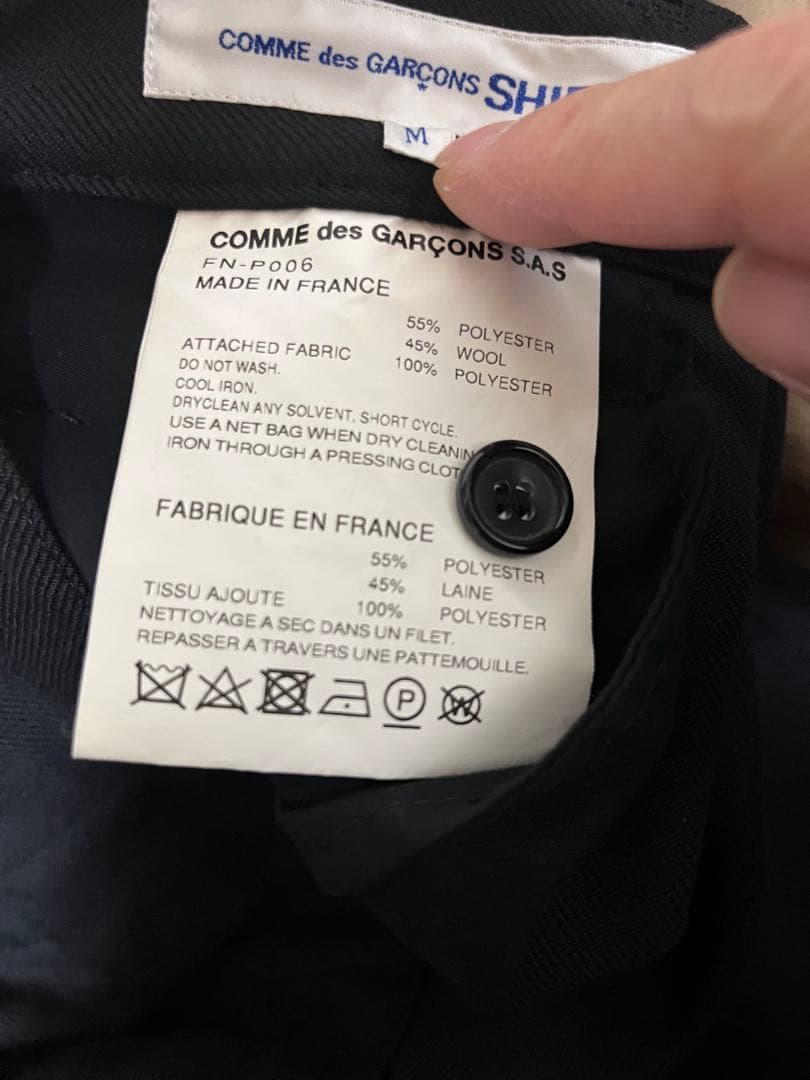 COMME des GARÇONS
M
COMME des GARÇONS S.A.S
FN-P006
MADE IN FRANCE
55% POLYESTER
45% WOOL
ATTACHED FABRIC 100% POLYESTER
DO NOT WASH.
COOL IRON.
DRYCLEAN ANY SOLVENT, SHORT CYCLE.
USE A NET BAG WHEN DRY CLEANIN
IRON THROUGH A PRESSING CLOT
FABRIQUE EN FRANCE
55% POLYESTER
45% LAINE
TISSU AJOUTE 100% POLYESTER
NETTOYAGE A SEC DANS UN FILET.
REPASSER A TRAVERS UNE PATTEMOUILLE.
P W